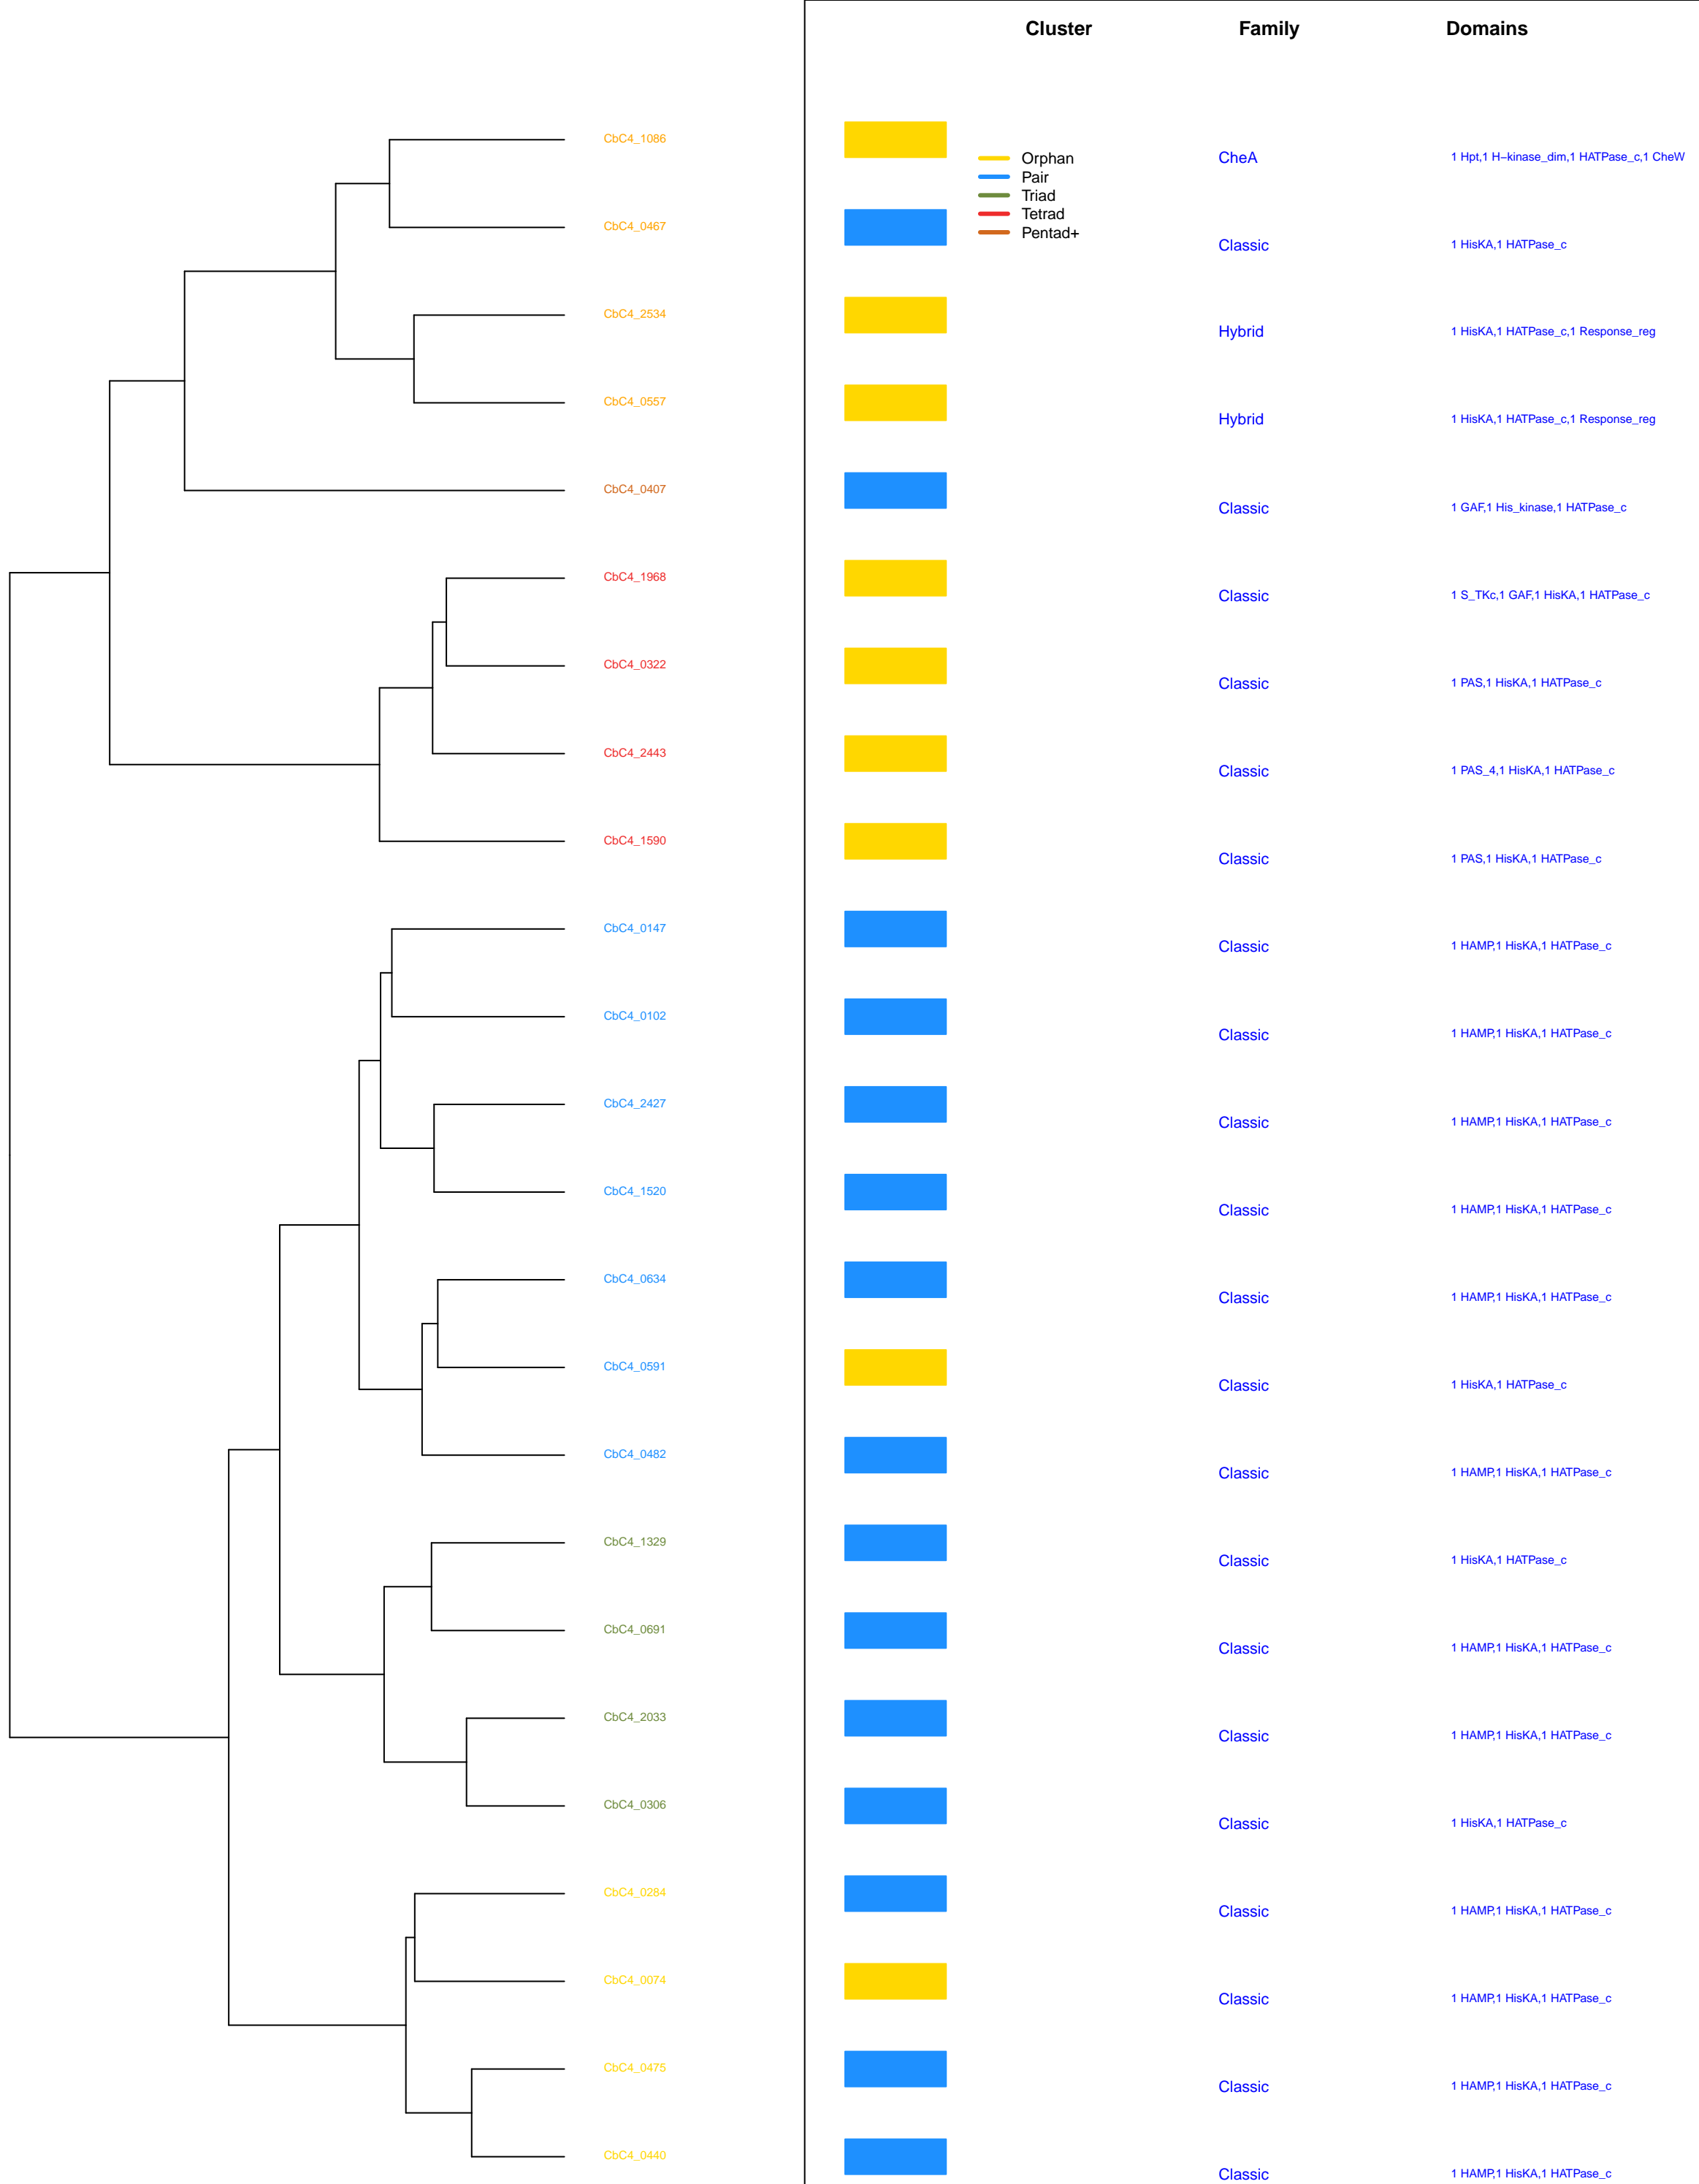 Cluster Family Domains
CbC4_1086
Orphan
CheA
1 Hpt,1 H−kinase_dim,1 HATPase_c,1 CheW
Pair
Triad
Tetrad
Pentad+
CbC4_0467
Classic 1 HisKA,1 HATPase_c
CbC4_2534
Hybrid 1 HisKA,1 HATPase_c,1 Response_reg
CbC4_0557
Hybrid 1 HisKA,1 HATPase_c,1 Response_reg
CbC4_0407
Classic 1 GAF,1 His_kinase,1 HATPase_c
CbC4_1968
Classic 1 S_TKc,1 GAF,1 HisKA,1 HATPase_c
CbC4_0322
Classic 1 PAS,1 HisKA,1 HATPase_c
CbC4_2443
Classic 1 PAS_4,1 HisKA,1 HATPase_c
CbC4_1590
Classic 1 PAS,1 HisKA,1 HATPase_c
CbC4_0147
Classic 1 HAMP,1 HisKA,1 HATPase_c
CbC4_0102
Classic 1 HAMP,1 HisKA,1 HATPase_c
CbC4_2427
Classic 1 HAMP,1 HisKA,1 HATPase_c
CbC4_1520
Classic 1 HAMP,1 HisKA,1 HATPase_c
CbC4_0634
Classic 1 HAMP,1 HisKA,1 HATPase_c
CbC4_0591
Classic 1 HisKA,1 HATPase_c
CbC4_0482
Classic 1 HAMP,1 HisKA,1 HATPase_c
CbC4_1329
Classic 1 HisKA,1 HATPase_c
CbC4_0691
Classic 1 HAMP,1 HisKA,1 HATPase_c
CbC4_2033
Classic 1 HAMP,1 HisKA,1 HATPase_c
CbC4_0306
Classic 1 HisKA,1 HATPase_c
CbC4_0284
Classic 1 HAMP,1 HisKA,1 HATPase_c
CbC4_0074
Classic 1 HAMP,1 HisKA,1 HATPase_c
CbC4_0475
Classic 1 HAMP,1 HisKA,1 HATPase_c
CbC4_0440
Classic 1 HAMP,1 HisKA,1 HATPase_c